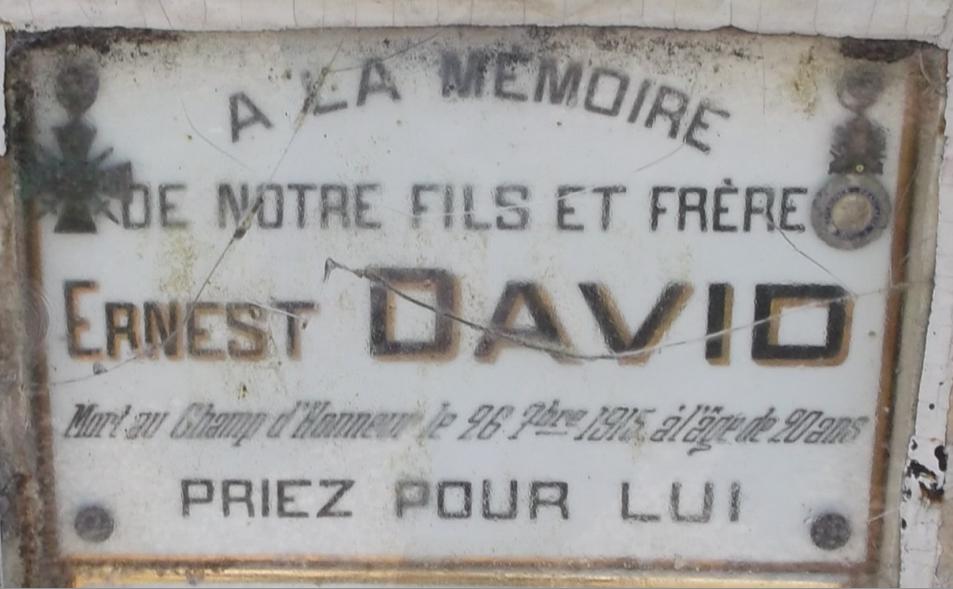 A LA MÉMOIRE
DE NOTRE FILS ET FRÈRE
ERNEST DAVID
Mort au Champ d'Honneur le 26 7bre 1915 à l'âge de 20 ans
PRIEZ POUR LUI